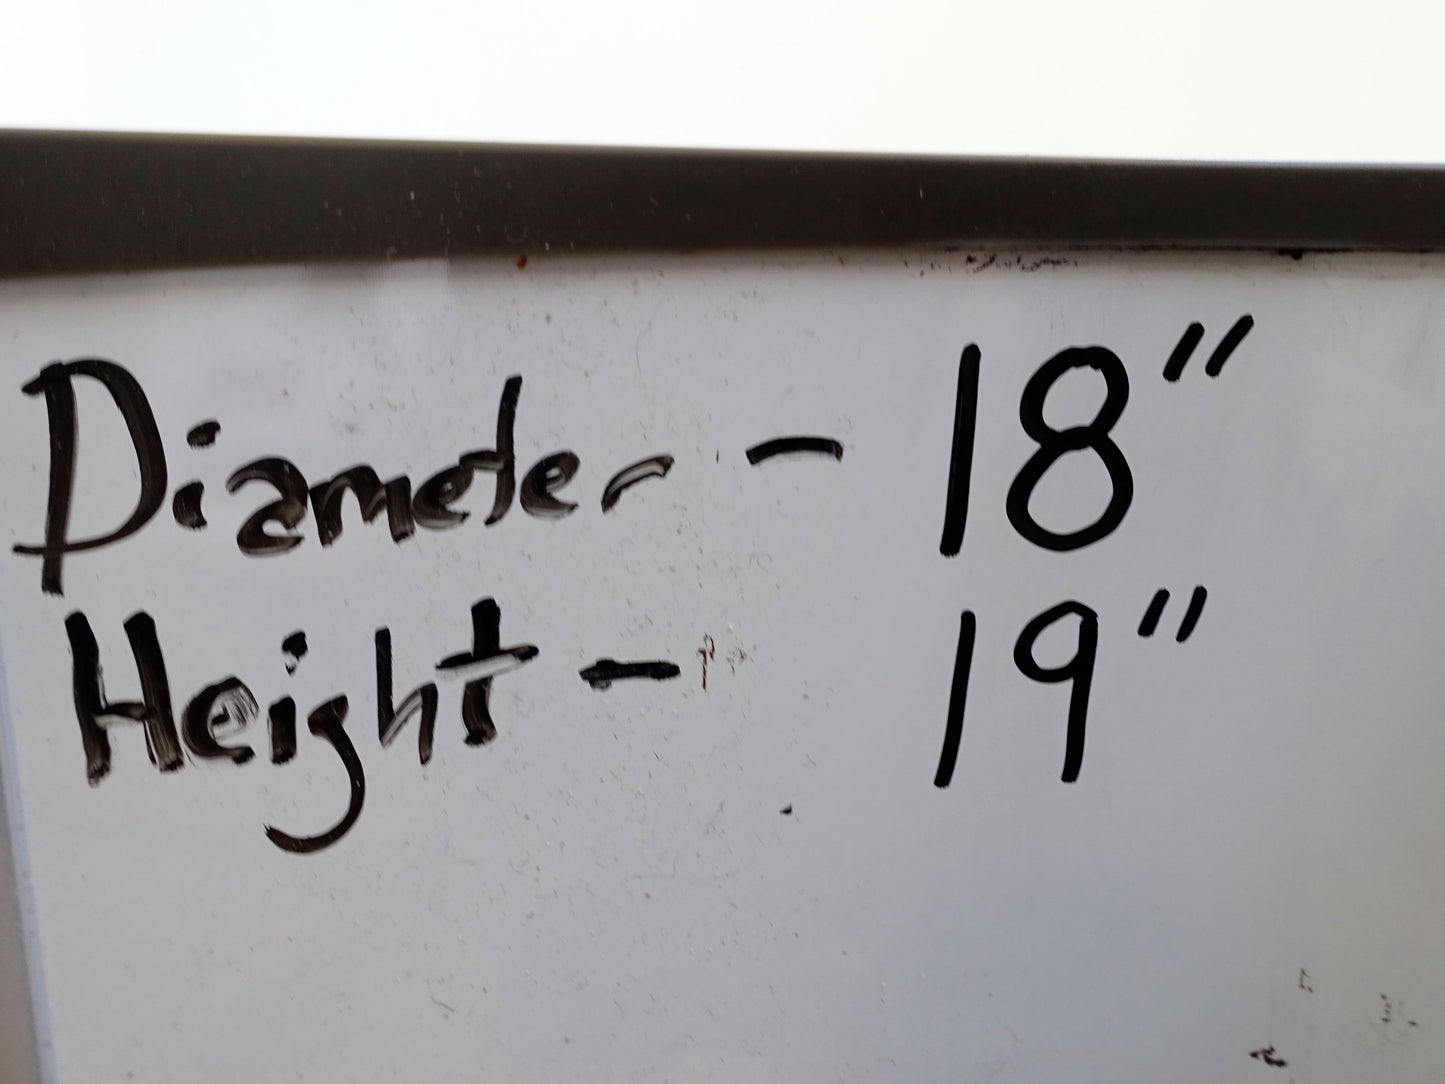 Diameter - 18"
Height - 19"